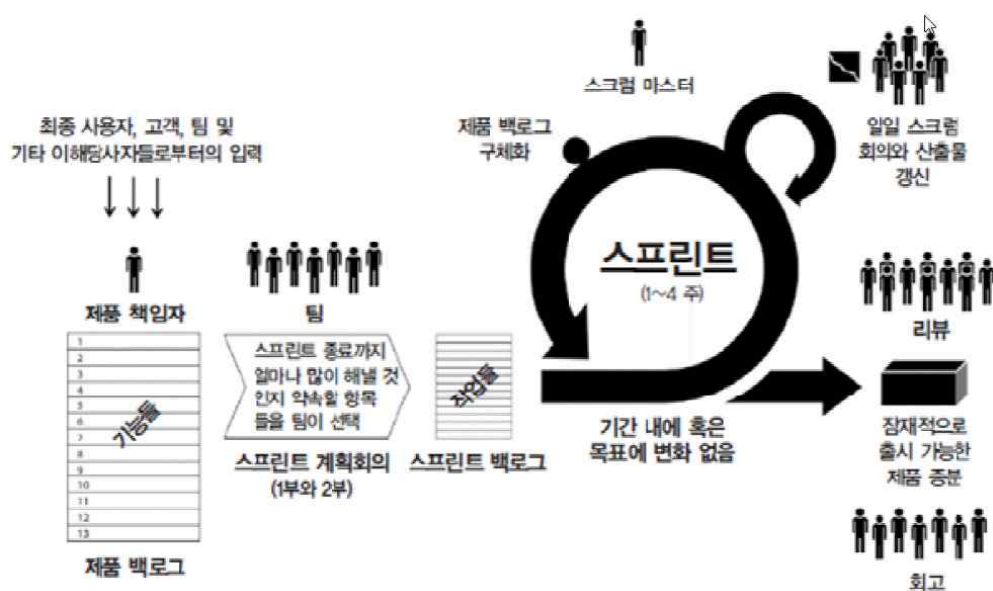 스크럼 마스터
최종 사용자, 고객, 팀 및
기타 이해당사자들로부터의 입력
제품 백로그
구체화
일일 스크럼
회의와 산출물
갱신
스프린트
(1~4 주)
제품 책임자
팀
리뷰
1
2
3
4
5
6
7
8
9
10
11
12
13
기능들
스프린트 종료까지
얼마나 많이 해낼 것
인지 약속할 항목
들을 팀이 선택
작업들
기간 내에 혹은
목표에 변화 없음
잠재적으로
출시 가능한
제품 증분
스프린트 계획회의
(1부와 2부)
스프린트 백로그
제품 백로그
회고